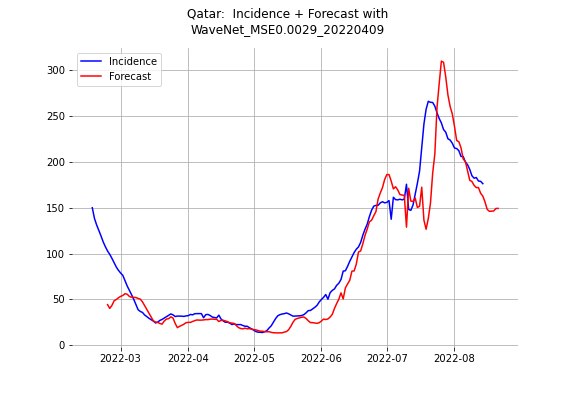 Qatar:  Incidence + Forecast with
WaveNet_MSE0.0029_20220409
Incidence
Forecast
300
250
200
150
100
50
0
2022-03 2022-04 2022-05 2022-06 2022-07 2022-08